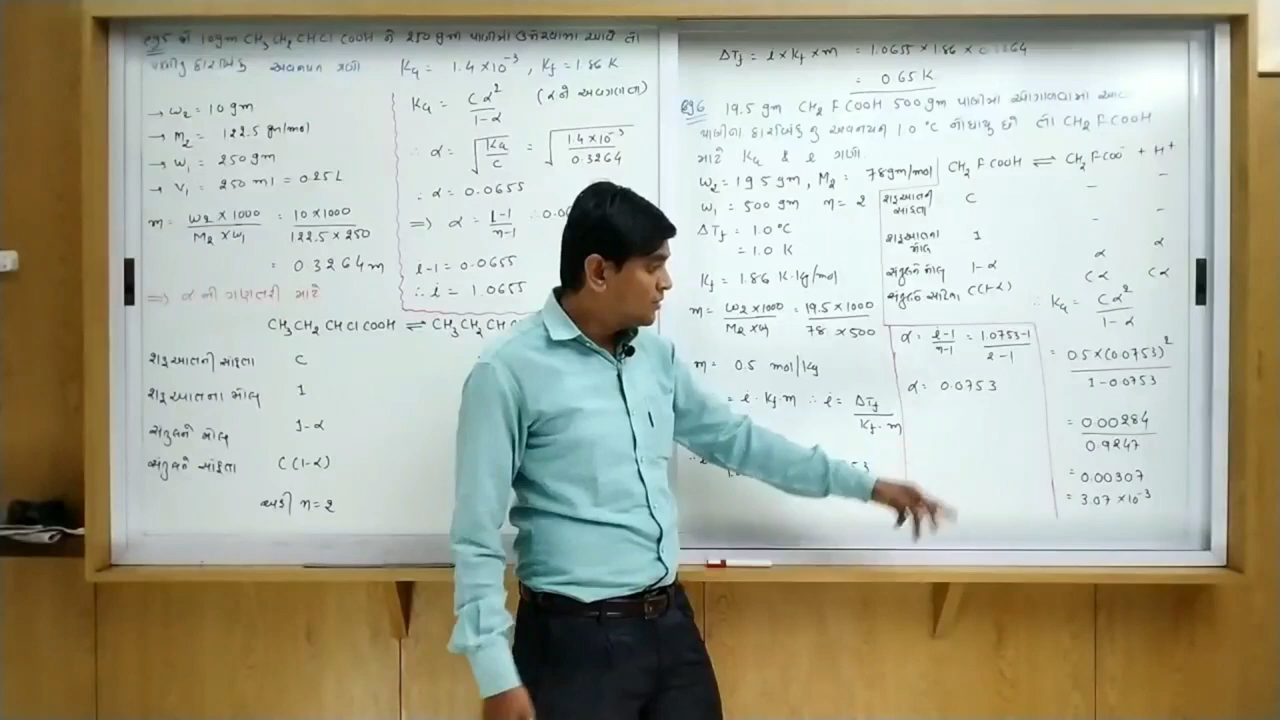 eg5 10gm CH₃CH₂CHClCOOH ને 250 gm પાણીમાં ઉમેરવામાં આવે તો
અવનયન ગણો Ka = 1.4×10⁻³, Kf = 1.86 K
→ w₂ = 10 gm
→ M₂ = 122.5 gm/mol
→ w₁ = 250 gm
→ V₁ = 250 ml = 0.25 L
m = w₂ × 1000 / M₂ × w₁ = 10 × 1000 / 122.5 × 250
= 0.3264 m
⇒ α ની ગણતરી માટે
CH₃CH₂CHClCOOH ⇌ CH₃CH₂CH
શરૂઆતની સાંદ્રતા C
શરૂઆતના મોલ 1
સંતુલને મોલ 1-α
સંતુલને સાંદ્રતા C(1-α)
અહીં n = 2
Ka = Cα² / 1-α (α ને અવગણતા)
∴ α = √(Ka / C) = √(1.4×10⁻³ / 0.3264)
∴ α = 0.0655
⇒ α = i-1 / n-1
i-1 = 0.0655
∴ i = 1.0655
ΔTf = i × Kf × m = 1.0655 × 1.86 ×
= 0.65 K
eg6 19.5 gm CH₂FCOOH 500 gm પાણીમાં ઓગાળવામાં
પાણીના અવનયન 1.0 °C નોંધાયું છે તો CH₂FCOOH
માટે Ka & i ગણો.
w₂ = 19.5 gm, M₂ = 78 gm/mol
w₁ = 500 gm n = 2
ΔTf = 1.0 °C
= 1.0 K
Kf = 1.86 K·kg/mol
m = w₂ × 1000 / M₂ × w₁ = 19.5 × 1000 / 78 × 500
m = 0.5 mol/kg
= i·Kf·m ∴ i = ΔTf / Kf·m
CH₂FCOOH ⇌ CH₂FCOO⁻ + H⁺
શરૂઆતની સાંદ્રતા C - -
શરૂઆતના મોલ 1 - -
સંતુલને મોલ 1-α α α
સંતુલને સાંદ્રતા C(1-α) Cα Cα
α = i-1 / n-1 = 1.0753-1 / 2-1
α = 0.0753
∴ Ka = Cα² / 1-α
= 0.5 × (0.0753)² / 1-0.0753
= 0.00284 / 0.9247
= 0.00307
= 3.07 × 10⁻³